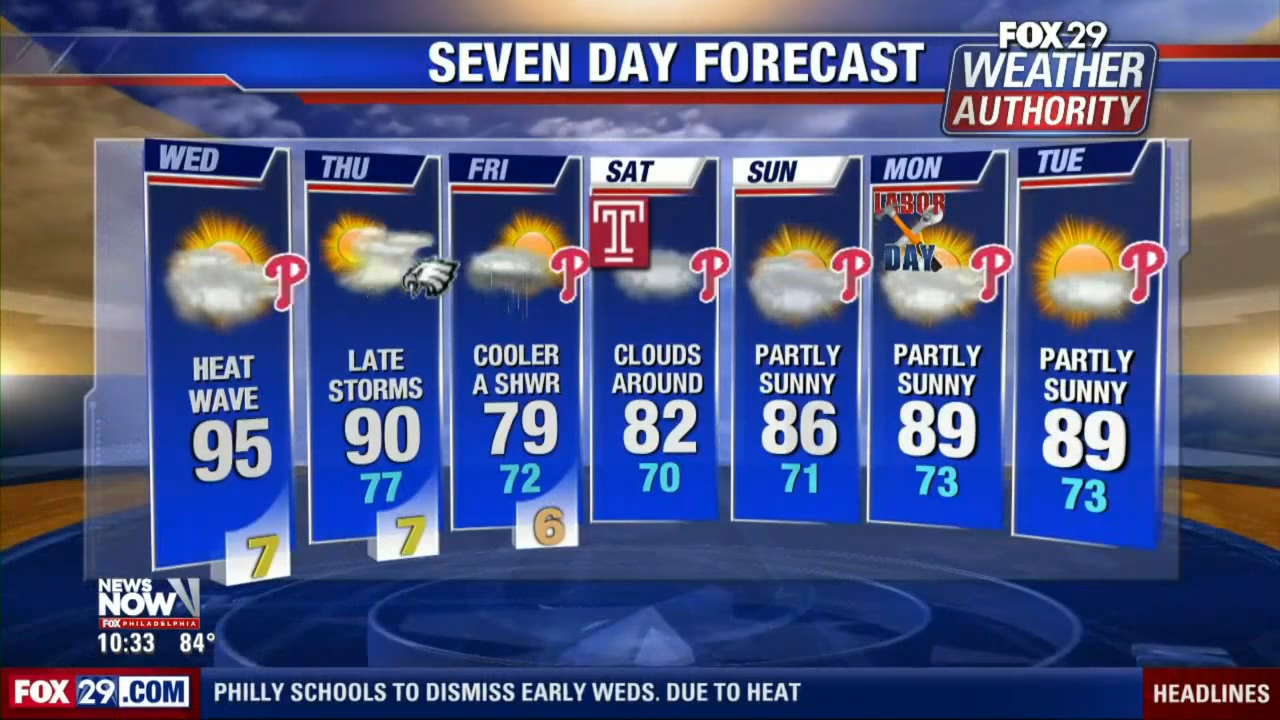 SEVEN DAY FORECAST
FOX 29
WEATHER
AUTHORITY
WED
HEAT
WAVE
95
7
THU
LATE
STORMS
90
77
7
P
FRI
COOLER
A SHWR
79
72
6
P
SAT
T
P
CLOUDS
AROUND
82
70
SUN
P
PARTLY
SUNNY
86
71
MON
LABOR
DAY
P
PARTLY
SUNNY
89
73
TUE
P
PARTLY
SUNNY
89
73
NEWS
NOW
FOX PHILADELPHIA
10:33 84°
FOX 29.COM
PHILLY SCHOOLS TO DISMISS EARLY WEDS. DUE TO HEAT
HEADLINES